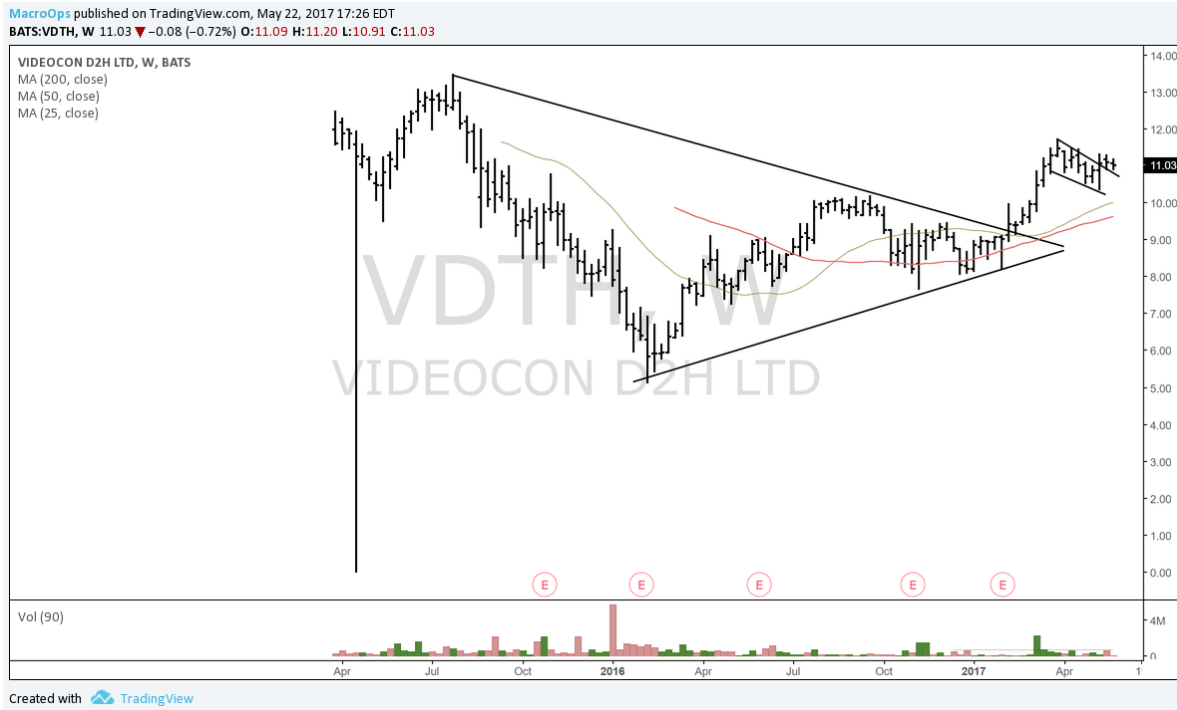 MacroOps published on TradingView.com, May 22, 2017 17:26 EDT
BATS:VDTH, W 11.03 ▼ −0.08 (−0.72%) O:11.09 H:11.20 L:10.91 C:11.03
VIDEOCON D2H LTD, W, BATS
MA (200, close)
MA (50, close)
MA (25, close)
14.00
13.00
12.00
11.03
10.00
9.00
8.00
7.00
6.00
5.00
4.00
3.00
2.00
1.00
0.00
VDTH, W
VIDEOCON D2H LTD
E E E E E
Vol (90)
4M
0
Apr Jul Oct 2016 Apr Jul Oct 2017 Apr 1
Created with TradingView